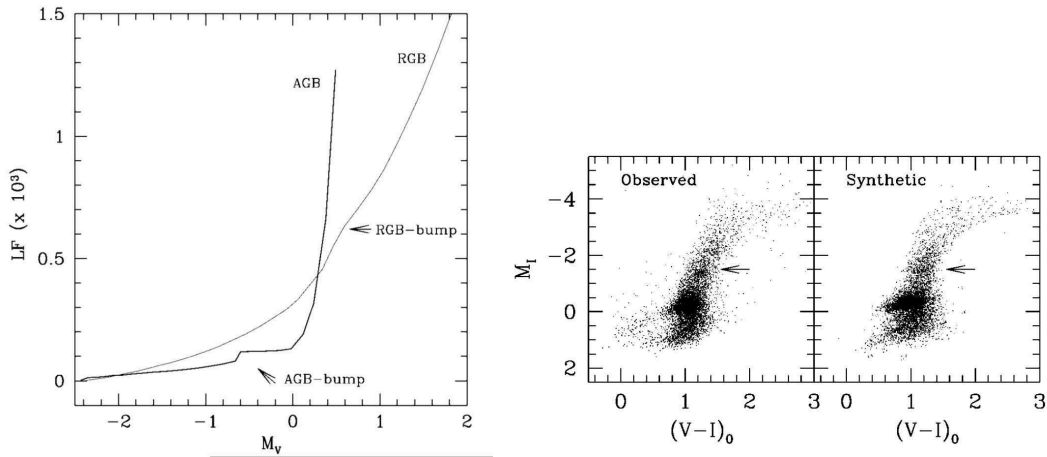 1.5
1
0.5
0
LF (x 10³)
AGB
RGB
RGB-bump
AGB-bump
-2 -1 0 1 2
M_V
Observed
Synthetic
-4
-2
0
2
M_I
0 1 2 3
0 1 2 3
(V-I)₀
(V-I)₀